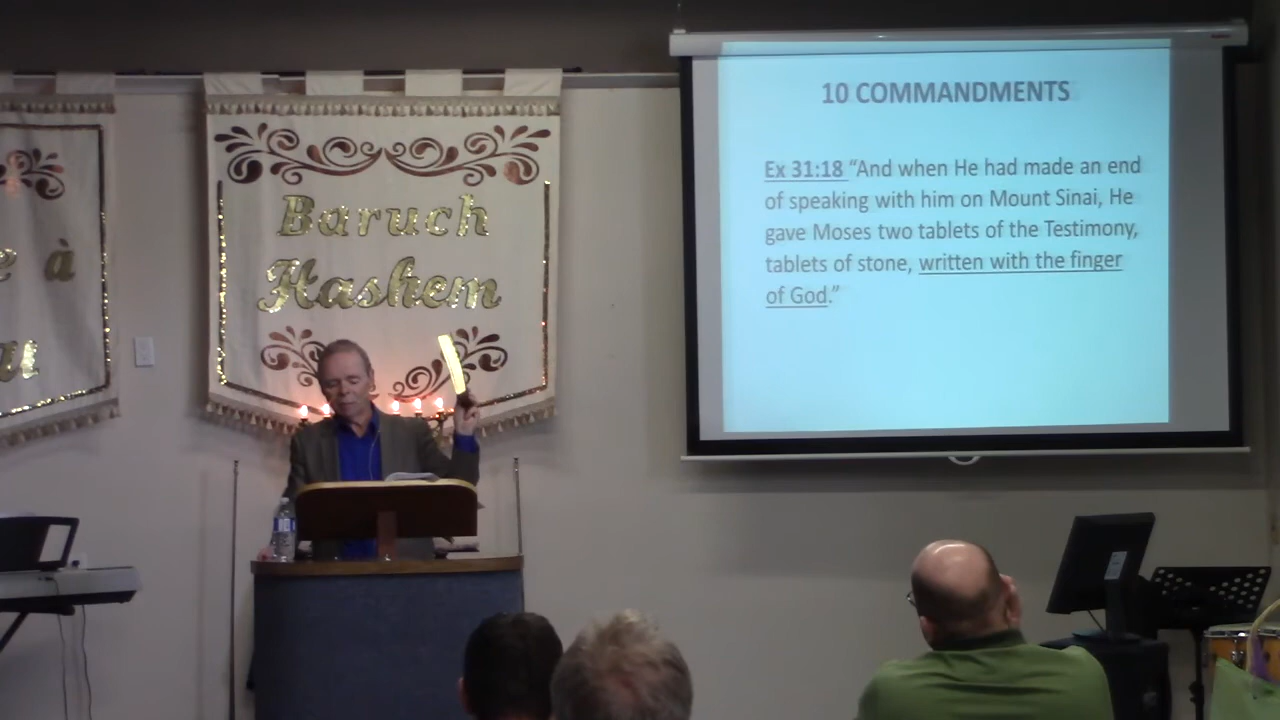 e à
Baruch
Hashem
10 COMMANDMENTS
Ex 31:18 “And when He had made an end
of speaking with him on Mount Sinai, He
gave Moses two tablets of the Testimony,
tablets of stone, written with the finger
of God.”